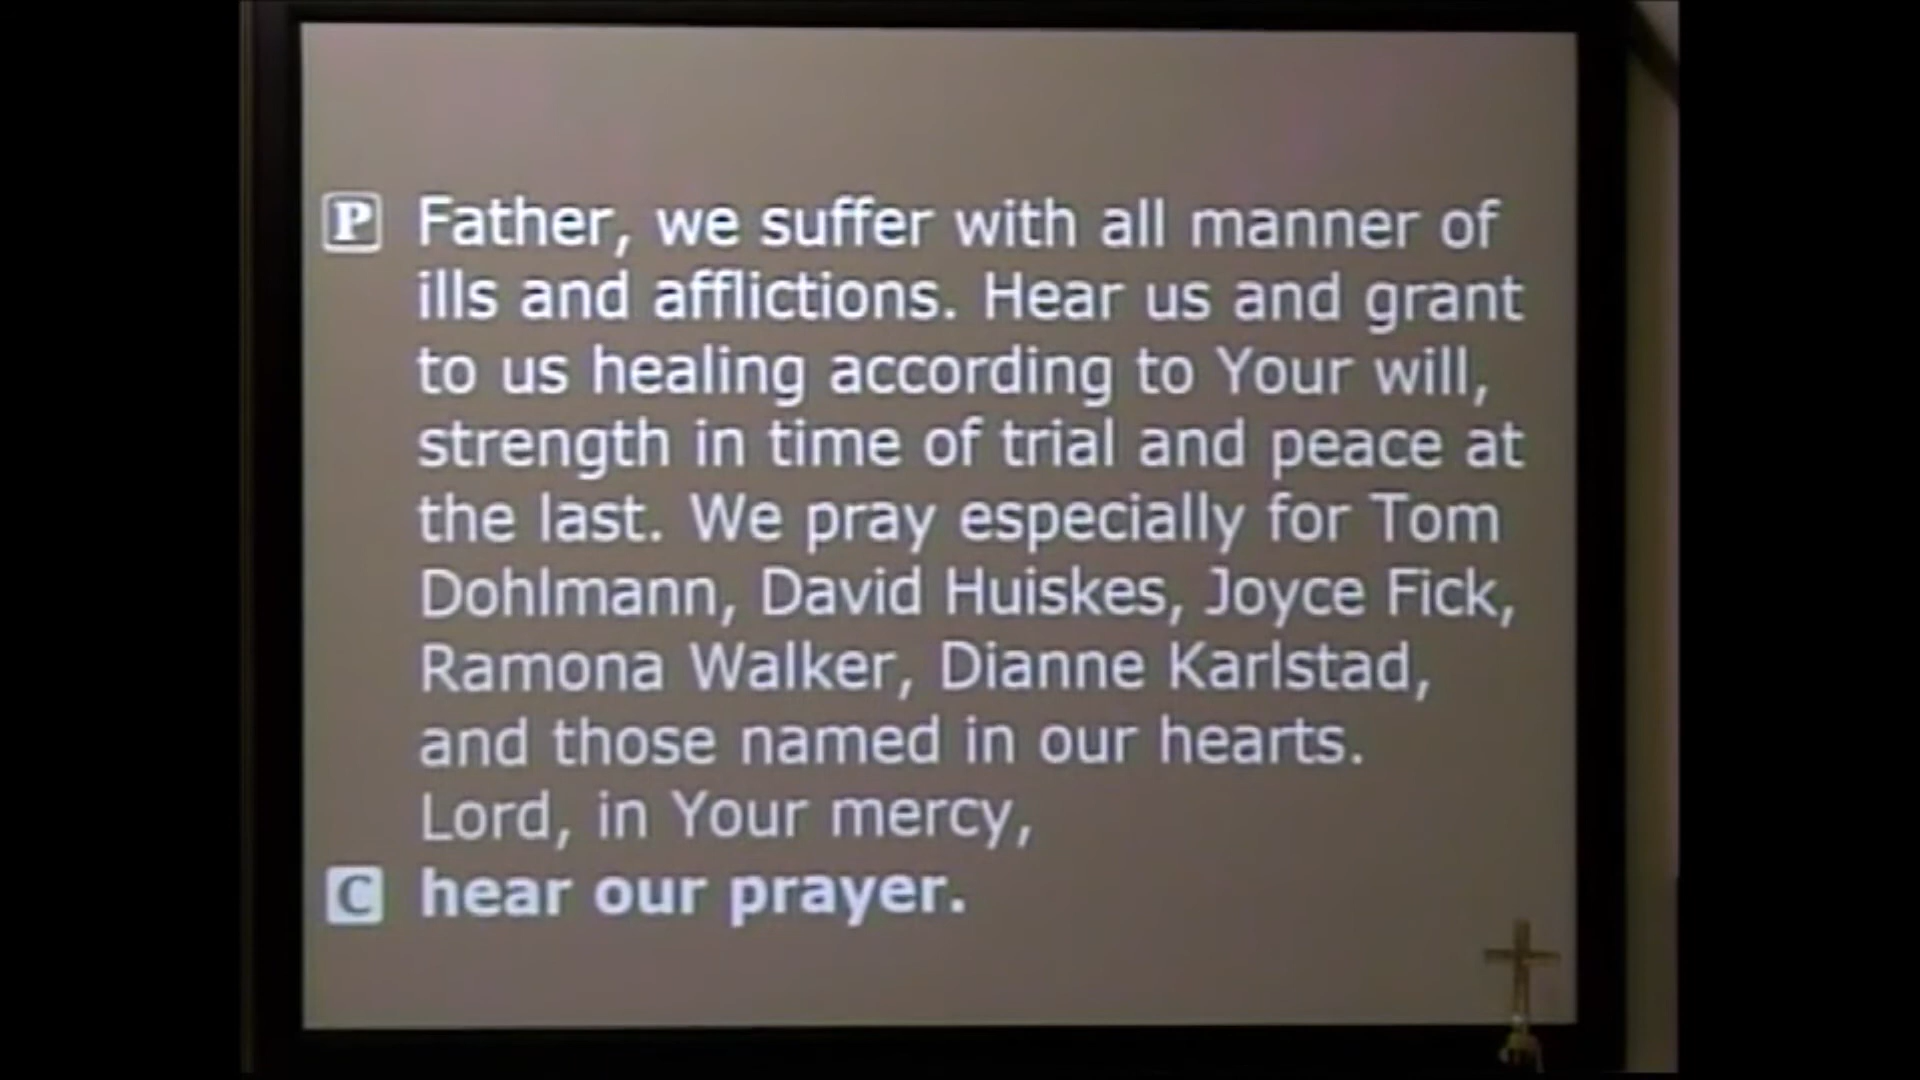 P Father, we suffer with all manner of
ills and afflictions. Hear us and grant
to us healing according to Your will,
strength in time of trial and peace at
the last. We pray especially for Tom
Dohlmann, David Huiskes, Joyce Fick,
Ramona Walker, Dianne Karlstad,
and those named in our hearts.
Lord, in Your mercy,
C hear our prayer.